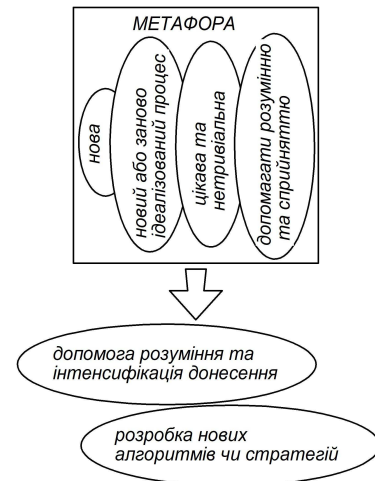 МЕТАФОРА
нова
новий або заново
ідеалізований процес
цікава та
нетривіальна
допомагати розумінню
та сприйняттю
допомога розуміння та
інтенсифікація донесення
розробка нових
алгоритмів чи стратегій